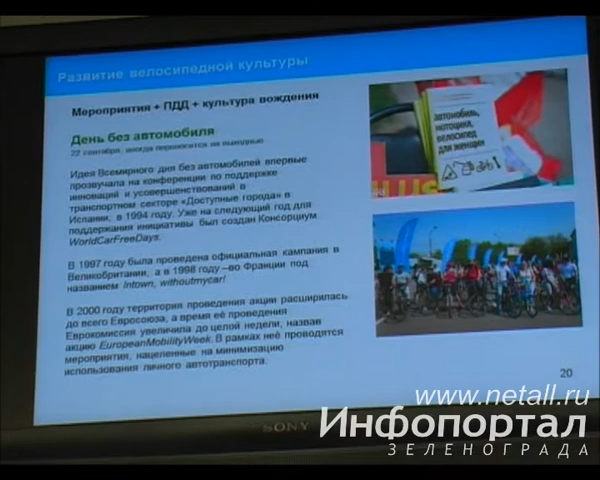 Развитие велосипедной культуры
Мероприятия + ПДД + культура вождения
День без автомобиля
22 сентября, иногда переносится на выходные
Идея Всемирного дня без автомобилей впервые
прозвучала на конференции по поддержке
инноваций и усовершенствований в
транспортном секторе «Доступные города» в
Испании, в 1994 году. Уже на следующий год для
поддержания инициативы был создан Консорциум
WorldCarFreeDays.
В 1997 году была проведена официальная кампания в
Великобритании, а в 1998 году –во Франции под
названием Intown, withoutmycar!
В 2000 году территория проведения акции расширилась
до всего Евросоюза, а время её проведения
Еврокомиссия увеличила до целой недели, назвав
акцию EuropeanMobilityWeek. В рамках неё проводятся
мероприятия, нацеленные на минимизацию
использования личного автотранспорта.
автомобиль,
мотоцикл,
велосипед
для женщин
20
SONY
www.netall.ru
Инфопортал
ЗЕЛЕНОГРАДА